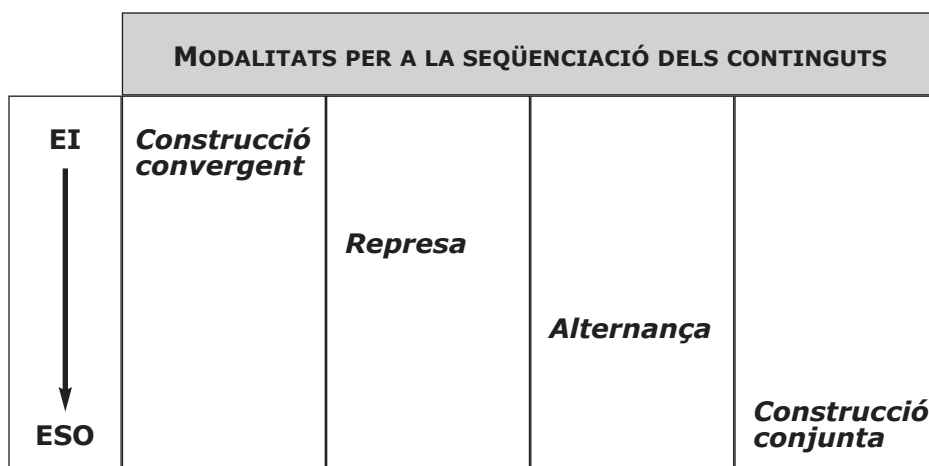 MODALITATS PER A LA SEQÜENCIACIÓ DELS CONTINGUTS
EI
Construcció
convergent
Represa
Alternança
ESO
Construcció
conjunta